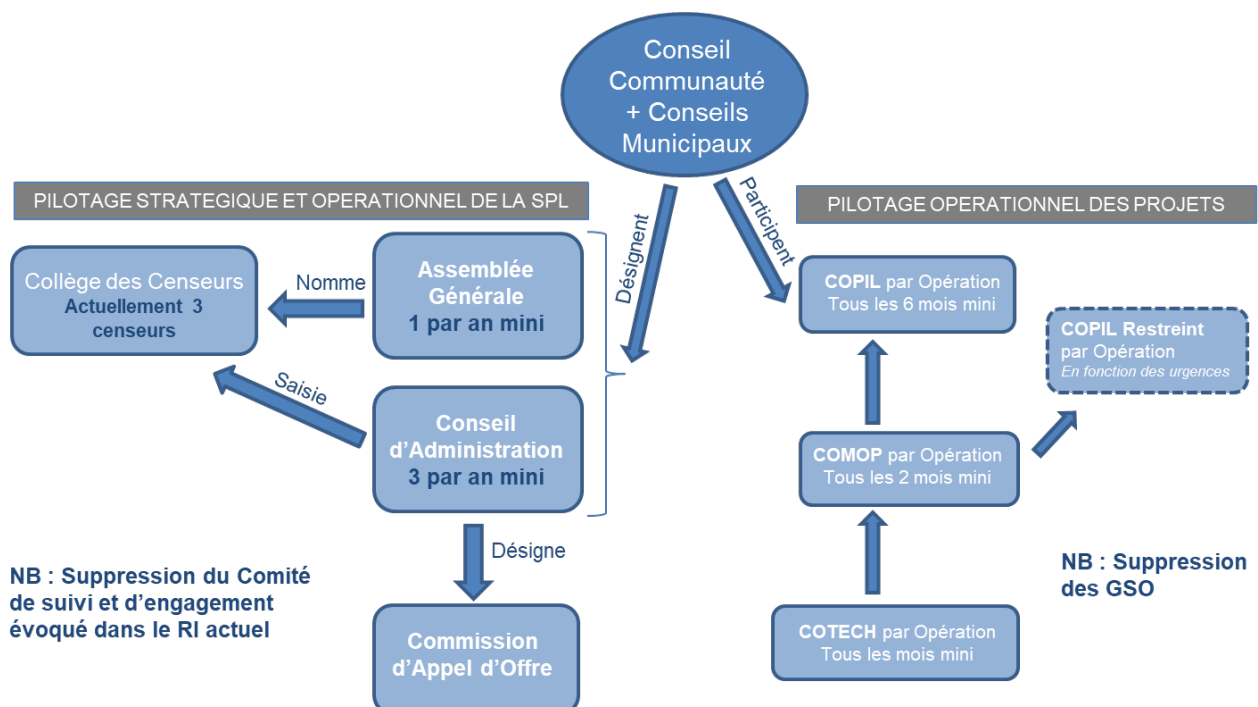 Conseil
Communauté
+ Conseils
Municipaux
PILOTAGE STRATEGIQUE ET OPERATIONNEL DE LA SPL
Collège des Censeurs
Actuellement 3
censeurs
Nomme
Assemblée
Générale
1 par an mini
Désignent
Saisie
Conseil
d’Administration
3 par an mini
Désigne
Commission
d’Appel d’Offre
NB : Suppression du Comité
de suivi et d’engagement
évoqué dans le RI actuel
Participent
PILOTAGE OPERATIONNEL DES PROJETS
COPIL par Opération
Tous les 6 mois mini
COPIL Restreint
par Opération
En fonction des urgences
COMOP par Opération
Tous les 2 mois mini
NB : Suppression
des GSO
COTECH par Opération
Tous les mois mini